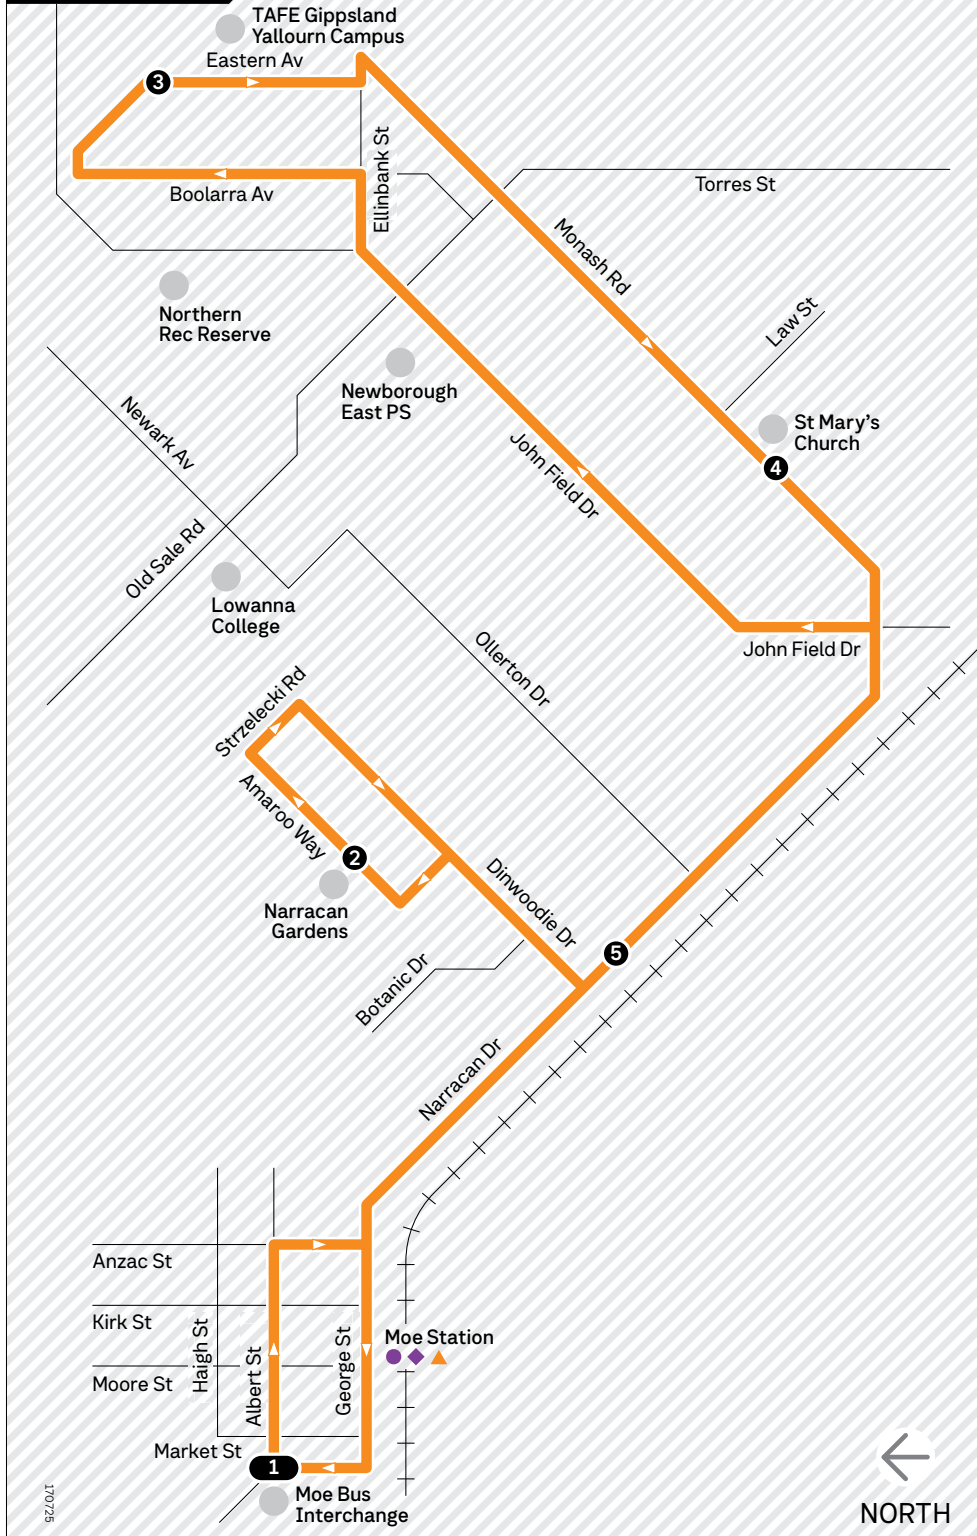 TAFE Gippsland
Yallourn Campus
Eastern Av
3
Ellinbank St
Boolarra Av
Torres St
Monash Rd
Northern
Rec Reserve
Law St
Newborough
East PS
Newark Av
St Mary's
Church
4
John Field Dr
Old Sale Rd
Lowanna
College
John Field Dr
Ollerton Dr
Strzelecki Rd
Amaroo Way
2
Narracan
Gardens
Dinwoodie Dr
5
Botanic Dr
Narracan Dr
Anzac St
Kirk St
Haigh St
Albert St
George St
Moe Station
Moore St
Market St
1
Moe Bus
Interchange
170725
NORTH